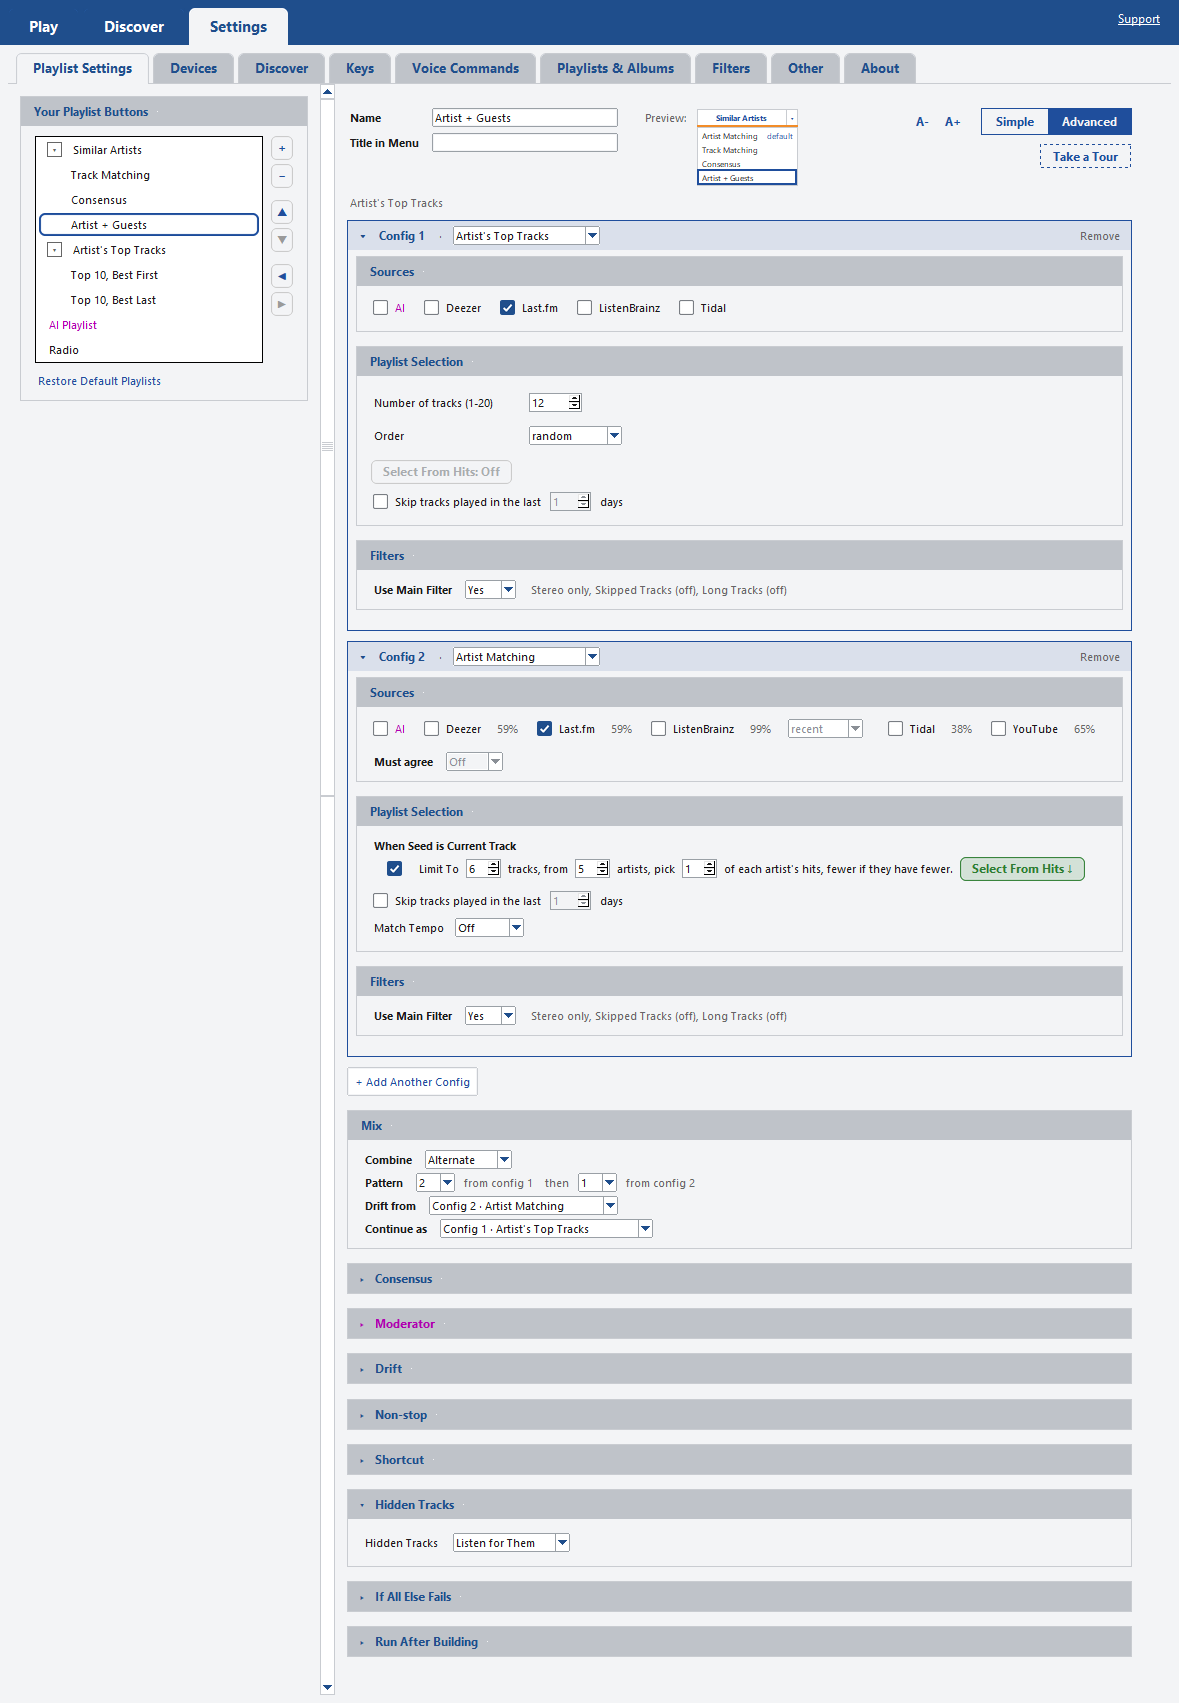 Play Discover Settings Support
Playlist Settings Devices Discover Keys Voice Commands Playlists & Albums Filters Other About
Your Playlist Buttons
Similar Artists
Track Matching
Consensus
Artist + Guests
Artist's Top Tracks
Top 10, Best First
Top 10, Best Last
AI Playlist
Radio
Restore Default Playlists
Name Artist + Guests
Title in Menu
Preview: Similar Artists
Artist Matching default
Track Matching
Consensus
Artist + Guests
A- A+ Simple Advanced
Take a Tour
Artist's Top Tracks
Config 1 · Artist's Top Tracks Remove
Sources
AI Deezer Last.fm ListenBrainz Tidal
Playlist Selection
Number of tracks (1-20) 12
Order random
Select From Hits: Off
Skip tracks played in the last 1 days
Filters
Use Main Filter Yes Stereo only, Skipped Tracks (off), Long Tracks (off)
Config 2 · Artist Matching Remove
Sources
AI Deezer 59% Last.fm 59% ListenBrainz 99% recent Tidal 38% YouTube 65%
Must agree Off
Playlist Selection
When Seed is Current Track
Limit To 6 tracks, from 5 artists, pick 1 of each artist's hits, fewer if they have fewer. Select From Hits ↓
Skip tracks played in the last 1 days
Match Tempo Off
Filters
Use Main Filter Yes Stereo only, Skipped Tracks (off), Long Tracks (off)
+ Add Another Config
Mix
Combine Alternate
Pattern 2 from config 1 then 1 from config 2
Drift from Config 2 · Artist Matching
Continue as Config 1 · Artist's Top Tracks
Consensus
Moderator
Drift
Non-stop
Shortcut
Hidden Tracks
Hidden Tracks Listen for Them
If All Else Fails
Run After Building